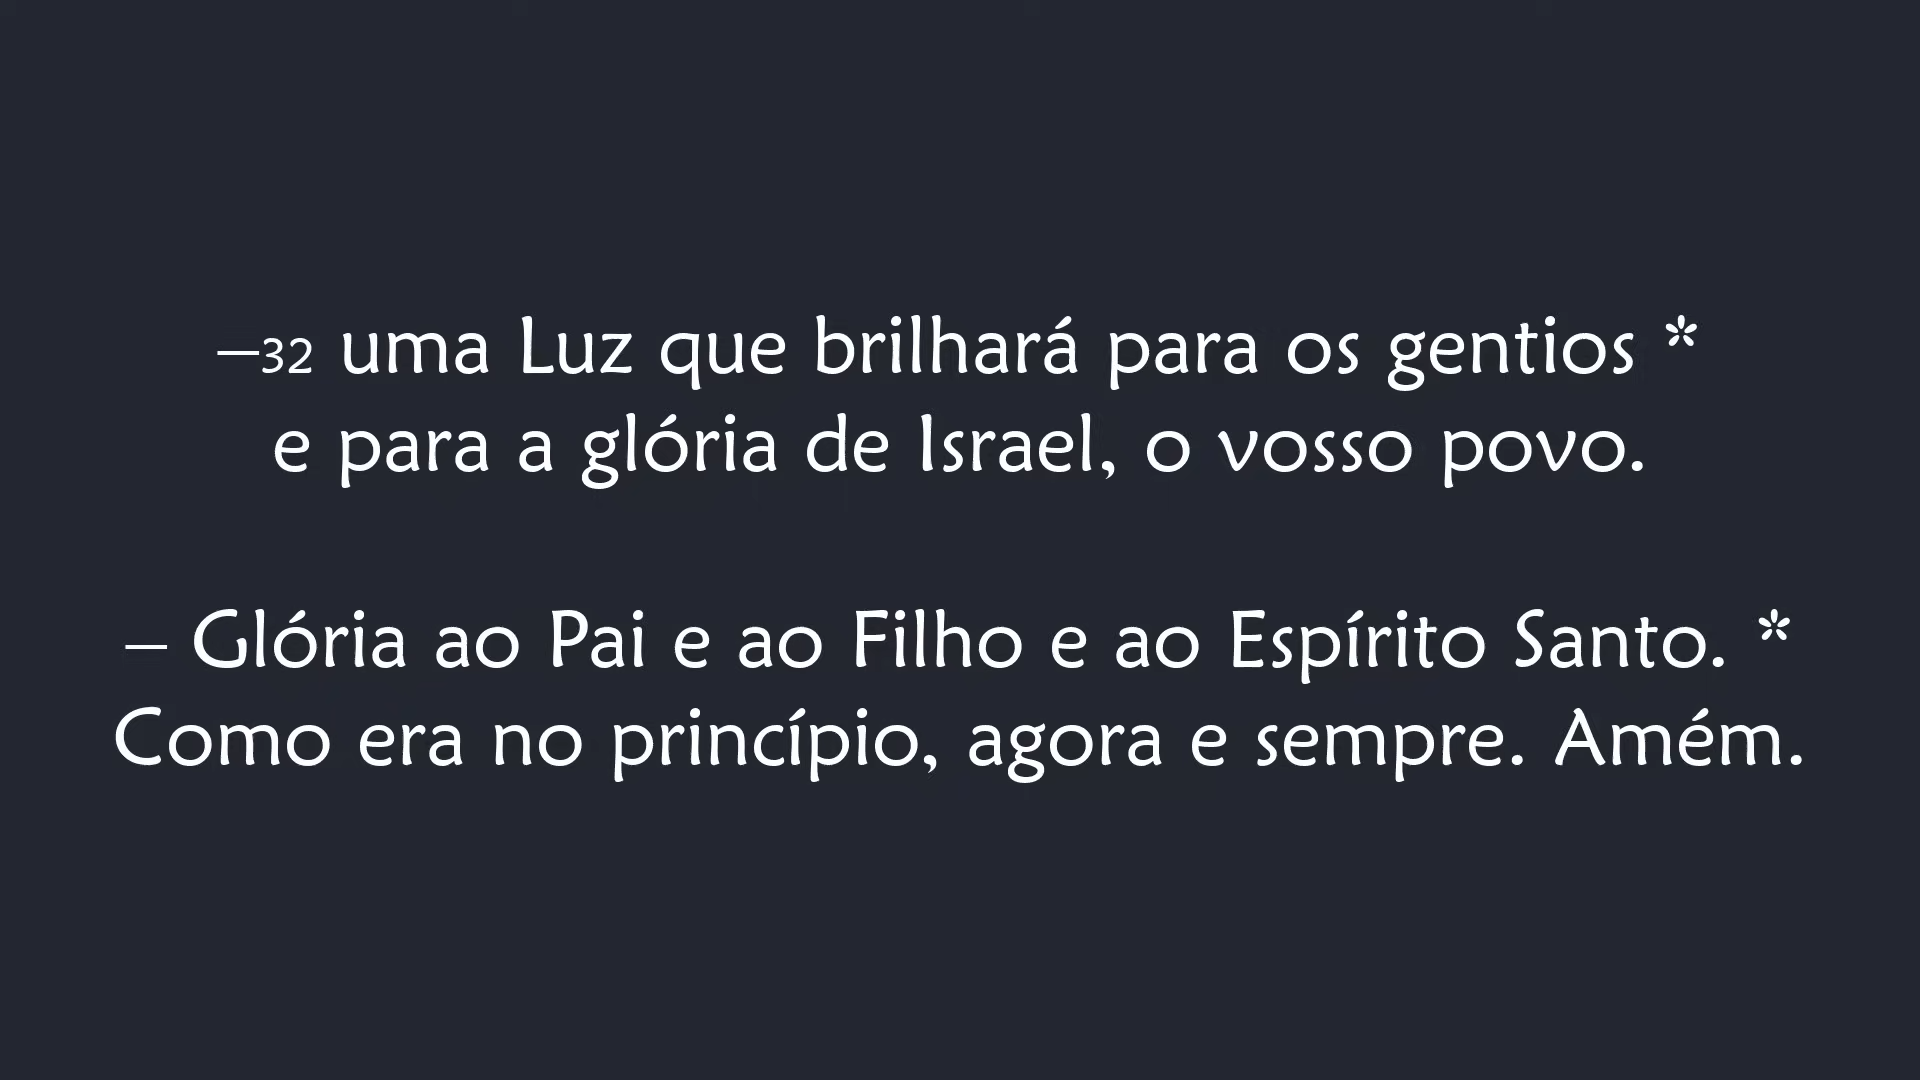 –32 uma Luz que brilhará para os gentios *
e para a glória de Israel, o vosso povo.
– Glória ao Pai e ao Filho e ao Espírito Santo. *
Como era no princípio, agora e sempre. Amém.